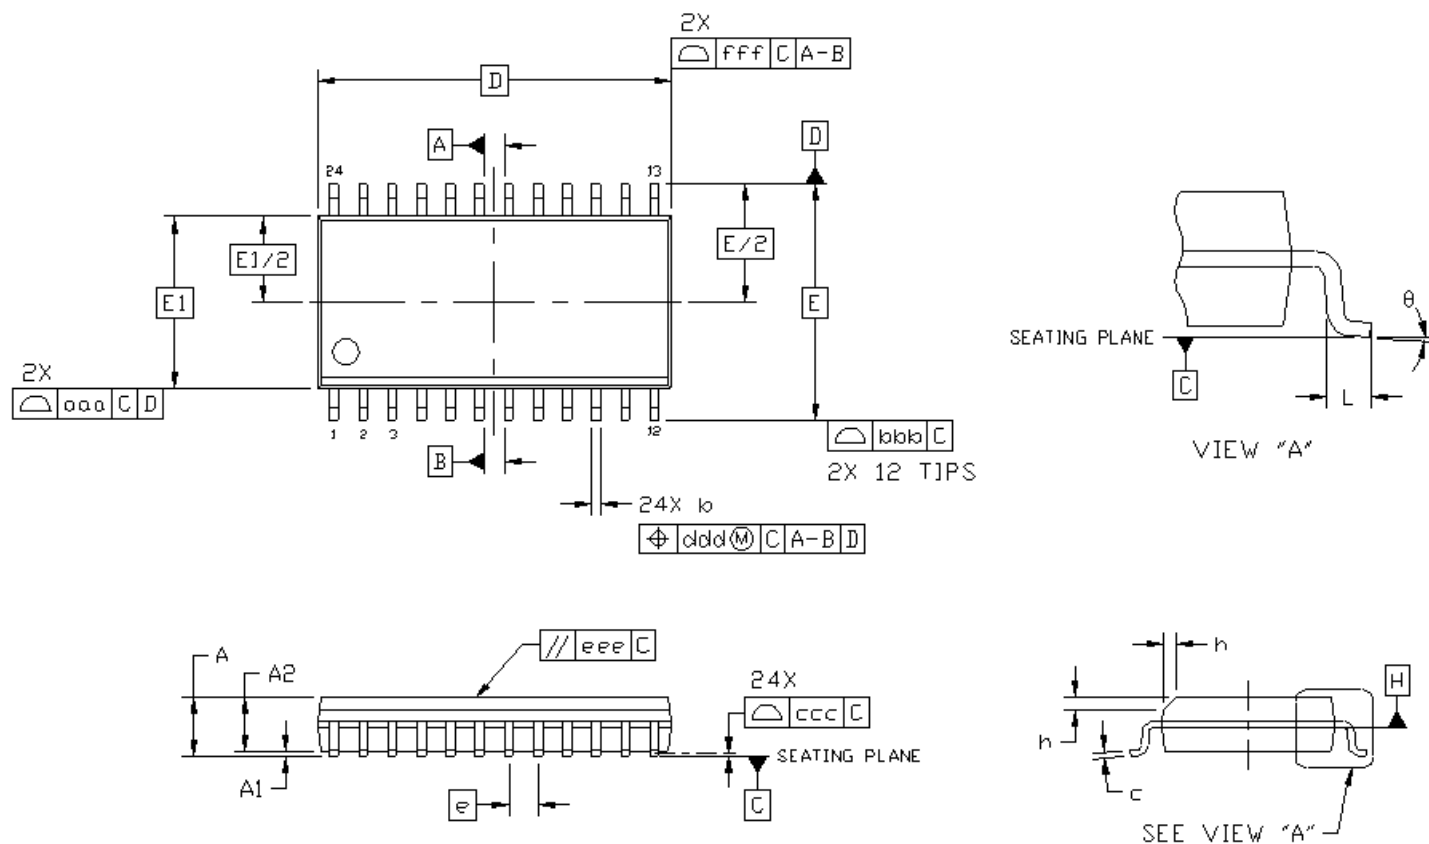 2X
fff C A-B
D
A
D
24
13
E1/2
E/2
E1
E
θ
SEATING PLANE
C
L
VIEW "A"
2X
aaa C D
1 2 3
12
bbb C
2X 12 TIPS
B
24X b
ddd Ⓜ C A-B D
// eee C
A
A2
24X
ccc C
SEATING PLANE
A1
e
C
h
H
h
c
SEE VIEW "A"